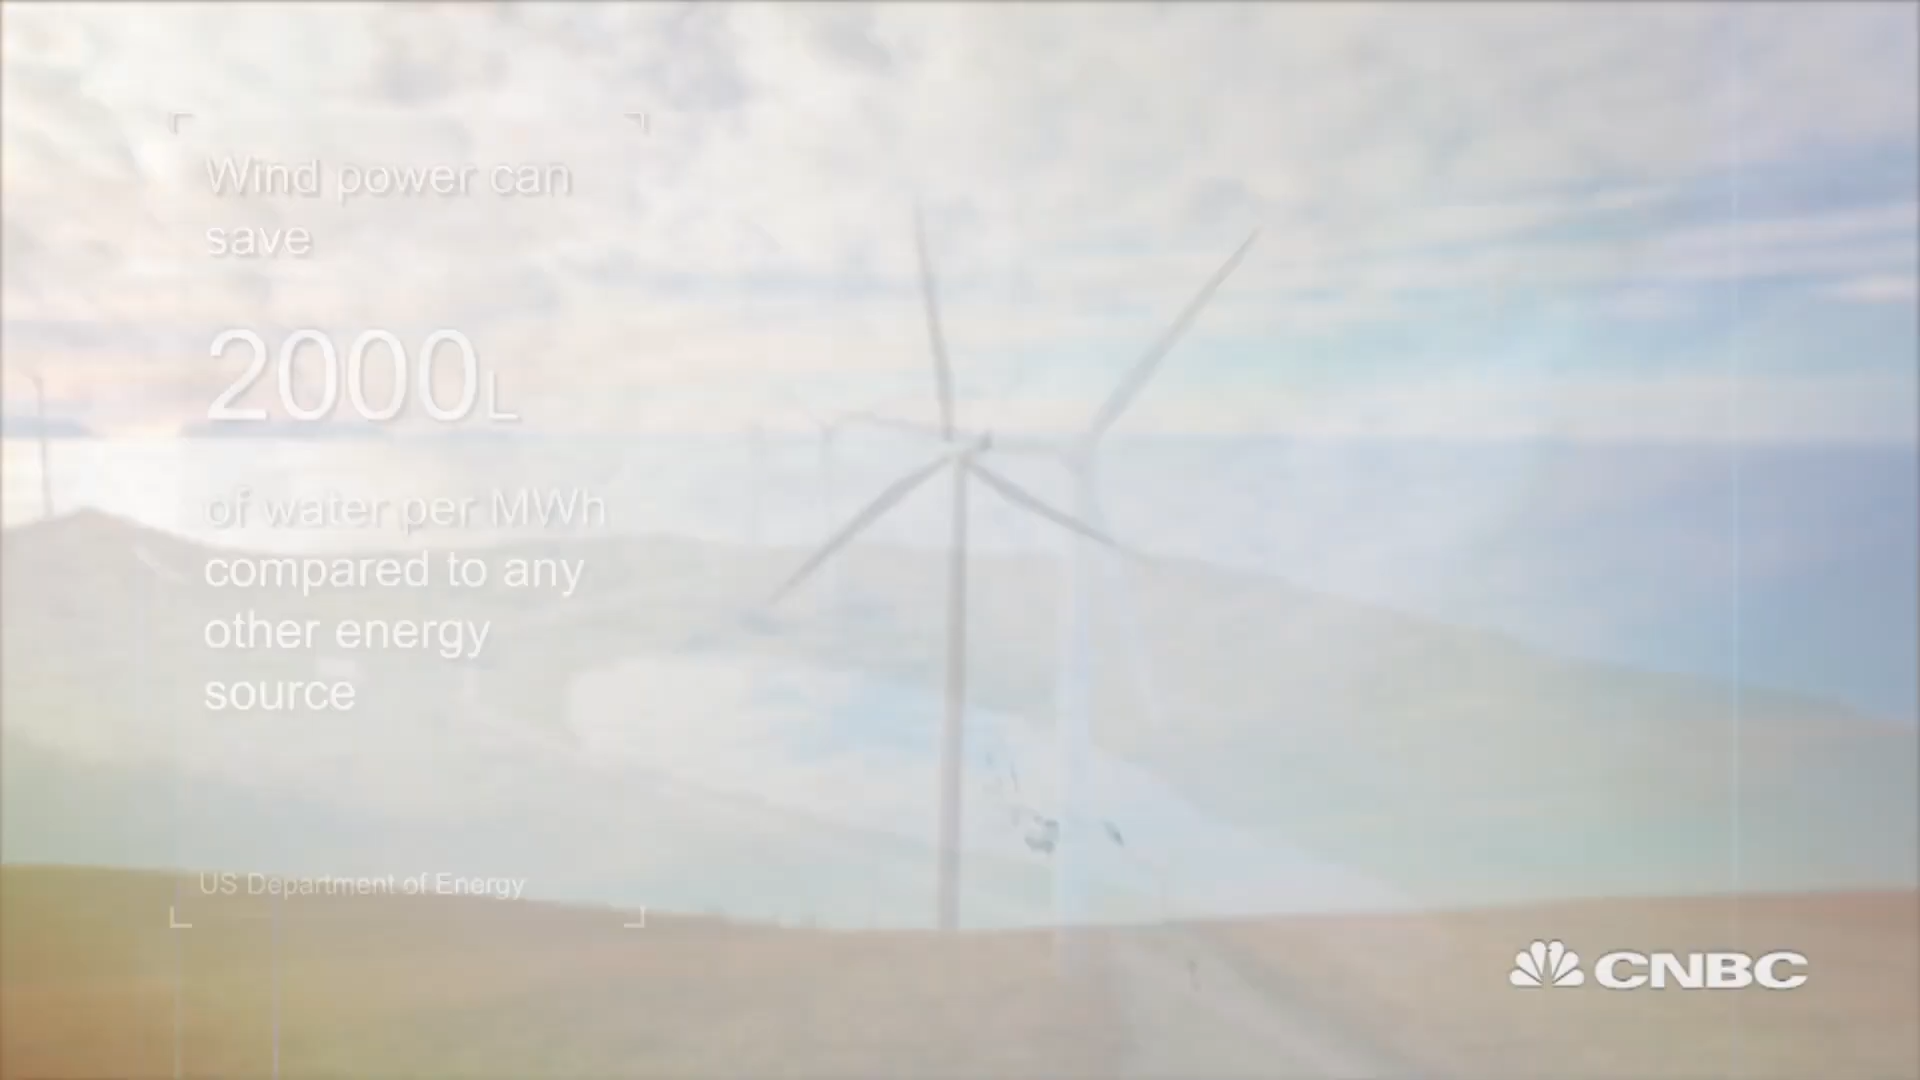 Wind power can
save
2000L
of water per MWh
compared to any
other energy
source
US Department of Energy
CNBC